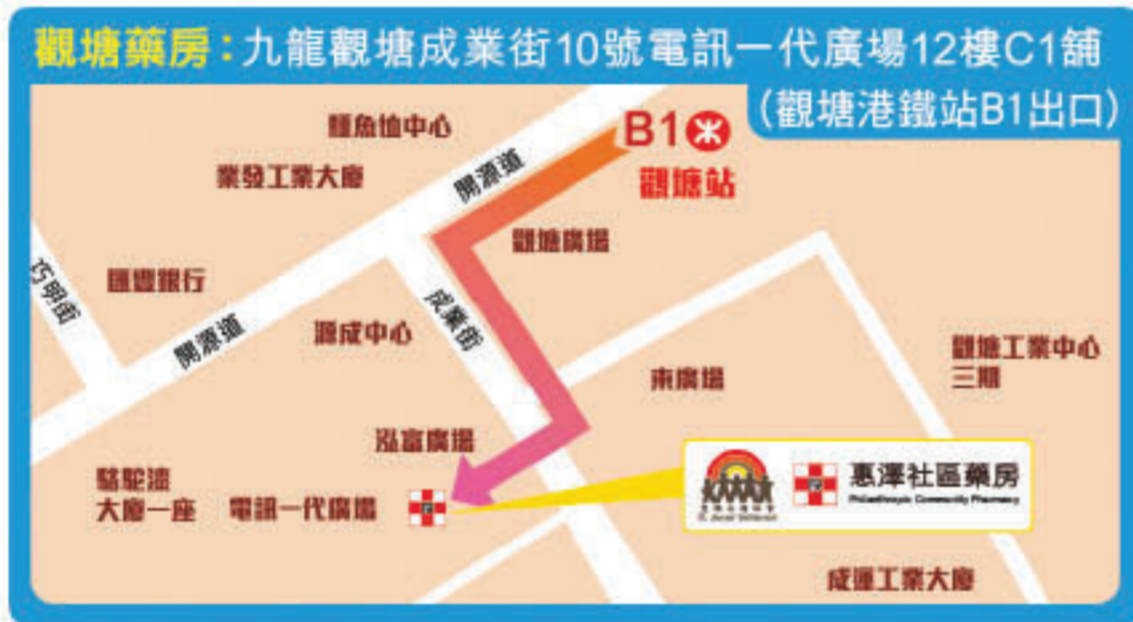 觀塘藥房：九龍觀塘成業街10號電訊一代廣場12樓C1舖
（觀塘港鐵站B1出口）
鱷魚恤中心
B1
業發工業大廈
開源道
觀塘站
觀塘廣場
巧明街
匯豐銀行
成業街
開源道
源成中心
觀塘工業中心
三期
東廣場
泓富廣場
惠澤社區藥房
Philanthropic Community Pharmacy
駱駝漆
大廈一座
電訊一代廣場
成運工業大廈